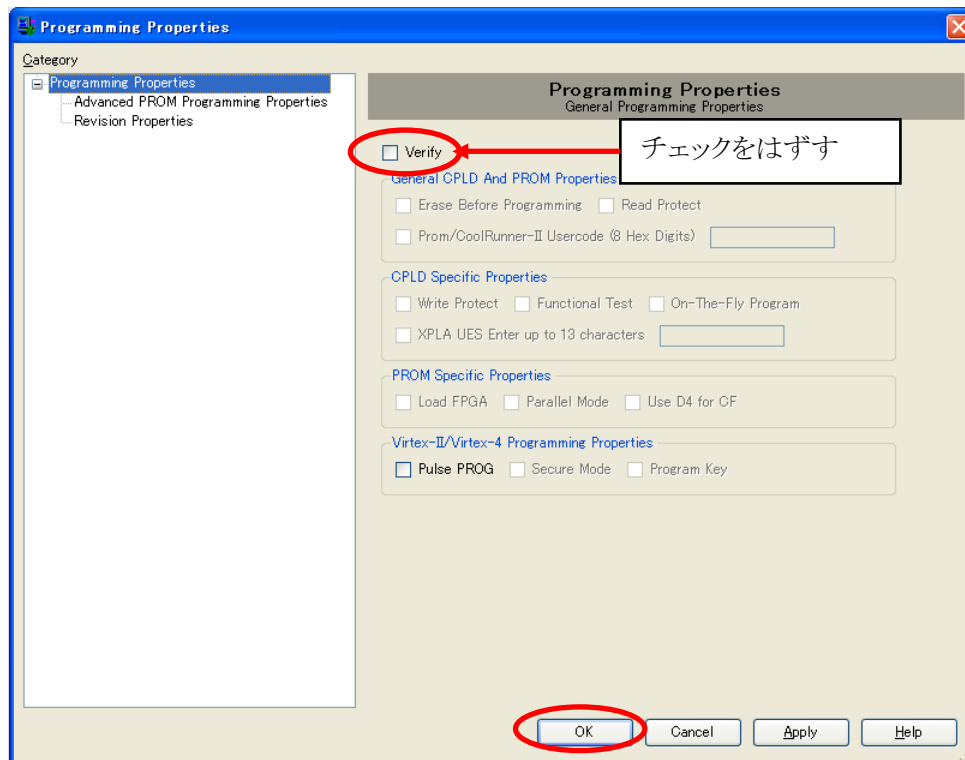 Programming Properties
Category
Programming Properties
Advanced PROM Programming Properties
Revision Properties
Programming Properties
General Programming Properties
Verify
チェックをはずす
General CPLD And PROM Properties
Erase Before Programming Read Protect
Prom/CoolRunner-II Usercode (8 Hex Digits)
CPLD Specific Properties
Write Protect Functional Test On-The-Fly Program
XPLA UES Enter up to 13 characters
PROM Specific Properties
Load FPGA Parallel Mode Use D4 for CF
Virtex-II/Virtex-4 Programming Properties
Pulse PROG Secure Mode Program Key
OK Cancel Apply Help